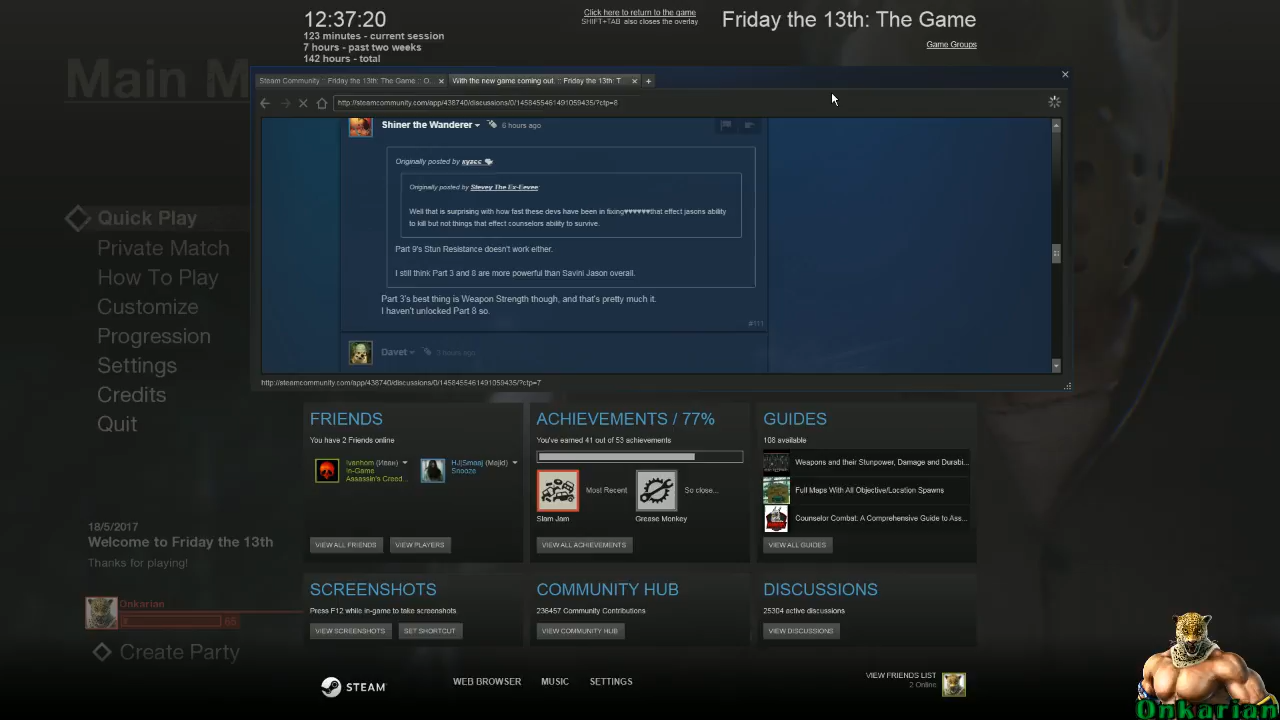 12:37:20
123 minutes - current session
7 hours - past two weeks
142 hours - total
Click here to return to the game
SHIFT+TAB also closes the overlay
Friday the 13th: The Game
Game Groups
Main M
Steam Community :: Friday the 13th: The Game :: O...
With the new game coming out. :: Friday the 13th: T
http://steamcommunity.com/app/438740/discussions/0/1458455461491059435/?ctp=8
Shiner the Wanderer
6 hours ago
Originally posted by
Originally posted by Stevey The Ex-Eevee:
Well that is surprising with how fast these devs have been in fixing♥♥♥♥♥♥that effect jasons ability
to kill but not things that effect counselors ability to survive.
Part 9's Stun Resistance doesn't work either.
I still think Part 3 and 8 are more powerful than Savini Jason overall.
Part 3's best thing is Weapon Strength though, and that's pretty much it.
I haven't unlocked Part 8 so.
#111
Davet
hours ago
http://steamcommunity.com/app/438740/discussions/0/1458455461491059435/?ctp=7
Quick Play
Private Match
How To Play
Customize
Progression
Settings
Credits
Quit
FRIENDS
You have 2 Friends online
Ivanhom (Иван)
In-Game
Assassin's Creed...
HJ|Smaaj (Majid)
Snooze
VIEW ALL FRIENDS
VIEW PLAYERS
ACHIEVEMENTS / 77%
You've earned 41 out of 53 achievements
Most Recent
So close...
Slam Jam
Grease Monkey
VIEW ALL ACHIEVEMENTS
GUIDES
108 available
Weapons and their Stunpower, Damage and Durabi...
Full Maps With All Objective/Location Spawns
Counselor Combat. A Comprehensive Guide to Ass...
VIEW ALL GUIDES
18/5/2017
Welcome to Friday the 13th
Thanks for playing!
Onkarian
65
Create Party
SCREENSHOTS
Press F12 while in-game to take screenshots.
VIEW SCREENSHOTS
SET SHORTCUT
COMMUNITY HUB
236457 Community Contributions
VIEW COMMUNITY HUB
DISCUSSIONS
25304 active discussions
VIEW DISCUSSIONS
STEAM
WEB BROWSER
MUSIC
SETTINGS
VIEW FRIENDS LIST
2 Online
Onkarian